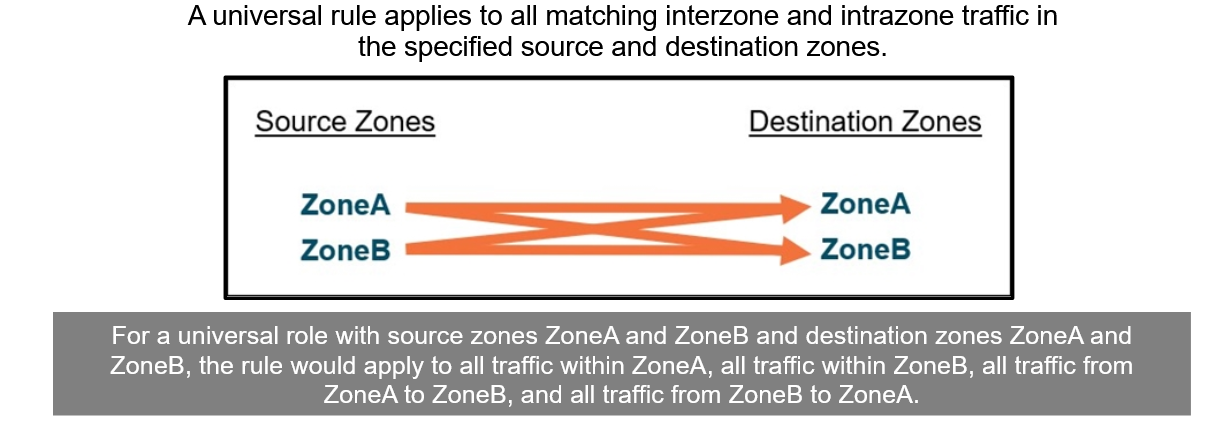 A universal rule applies to all matching interzone and intrazone traffic in
the specified source and destination zones.
Source Zones
Destination Zones
ZoneA
ZoneA
ZoneB
ZoneB
For a universal role with source zones ZoneA and ZoneB and destination zones ZoneA and
ZoneB, the rule would apply to all traffic within ZoneA, all traffic within ZoneB, all traffic from
ZoneA to ZoneB, and all traffic from ZoneB to ZoneA.